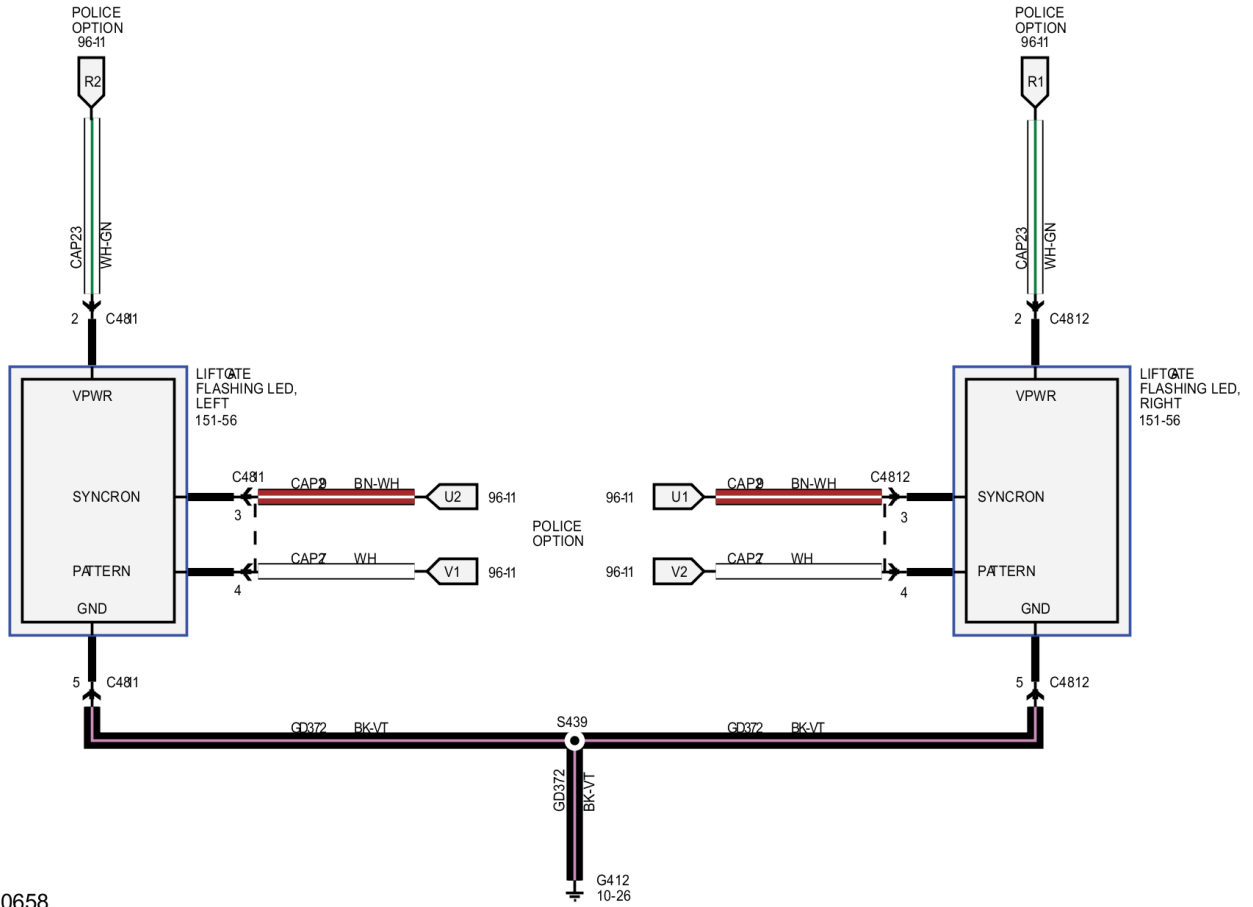 POLICE
OPTION
96-11
R2
POLICE
OPTION
96-11
R1
CAP23
WH-GN
CAP23
WH-GN
2 C4811
2 C4812
LIFTGATE
FLASHING LED,
LEFT
151-56
VPWR
LIFTGATE
FLASHING LED,
RIGHT
151-56
VPWR
SYNCRON
C4811
3
CAP29 BN-WH
U2
96-11
96-11
U1
CAP29 BN-WH
C4812
3
SYNCRON
POLICE
OPTION
PATTERN
4
CAP27 WH
V1
96-11
96-11
V2
CAP27 WH
4
PATTERN
GND
GND
5 C4811
5 C4812
GD372 BK-VT
S439
GD372 BK-VT
GD372
BK-VT
G412
10-26
0658